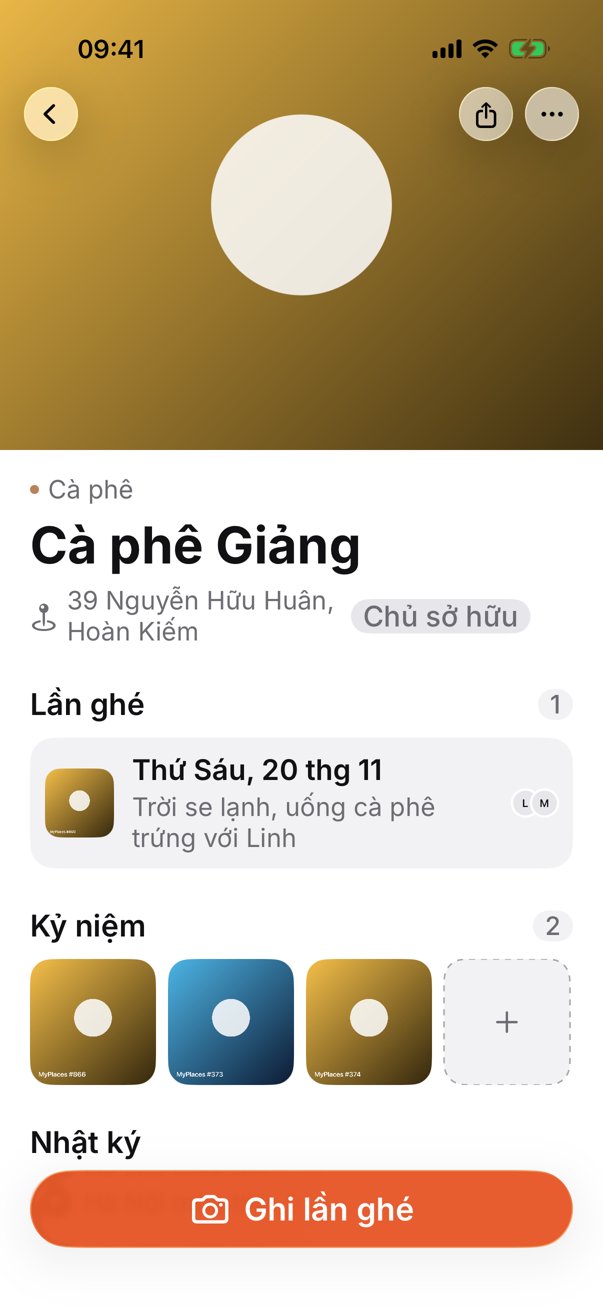 09:41
Cà phê
Cà phê Giảng
39 Nguyễn Hữu Huân,
Hoàn Kiếm
Chủ sở hữu
Lần ghé
1
Thứ Sáu, 20 thg 11
Trời se lạnh, uống cà phê
trứng với Linh
L M
Kỷ niệm
2
MyPlaces #866
MyPlaces #373
MyPlaces #374
Nhật ký
Ghi lần ghé